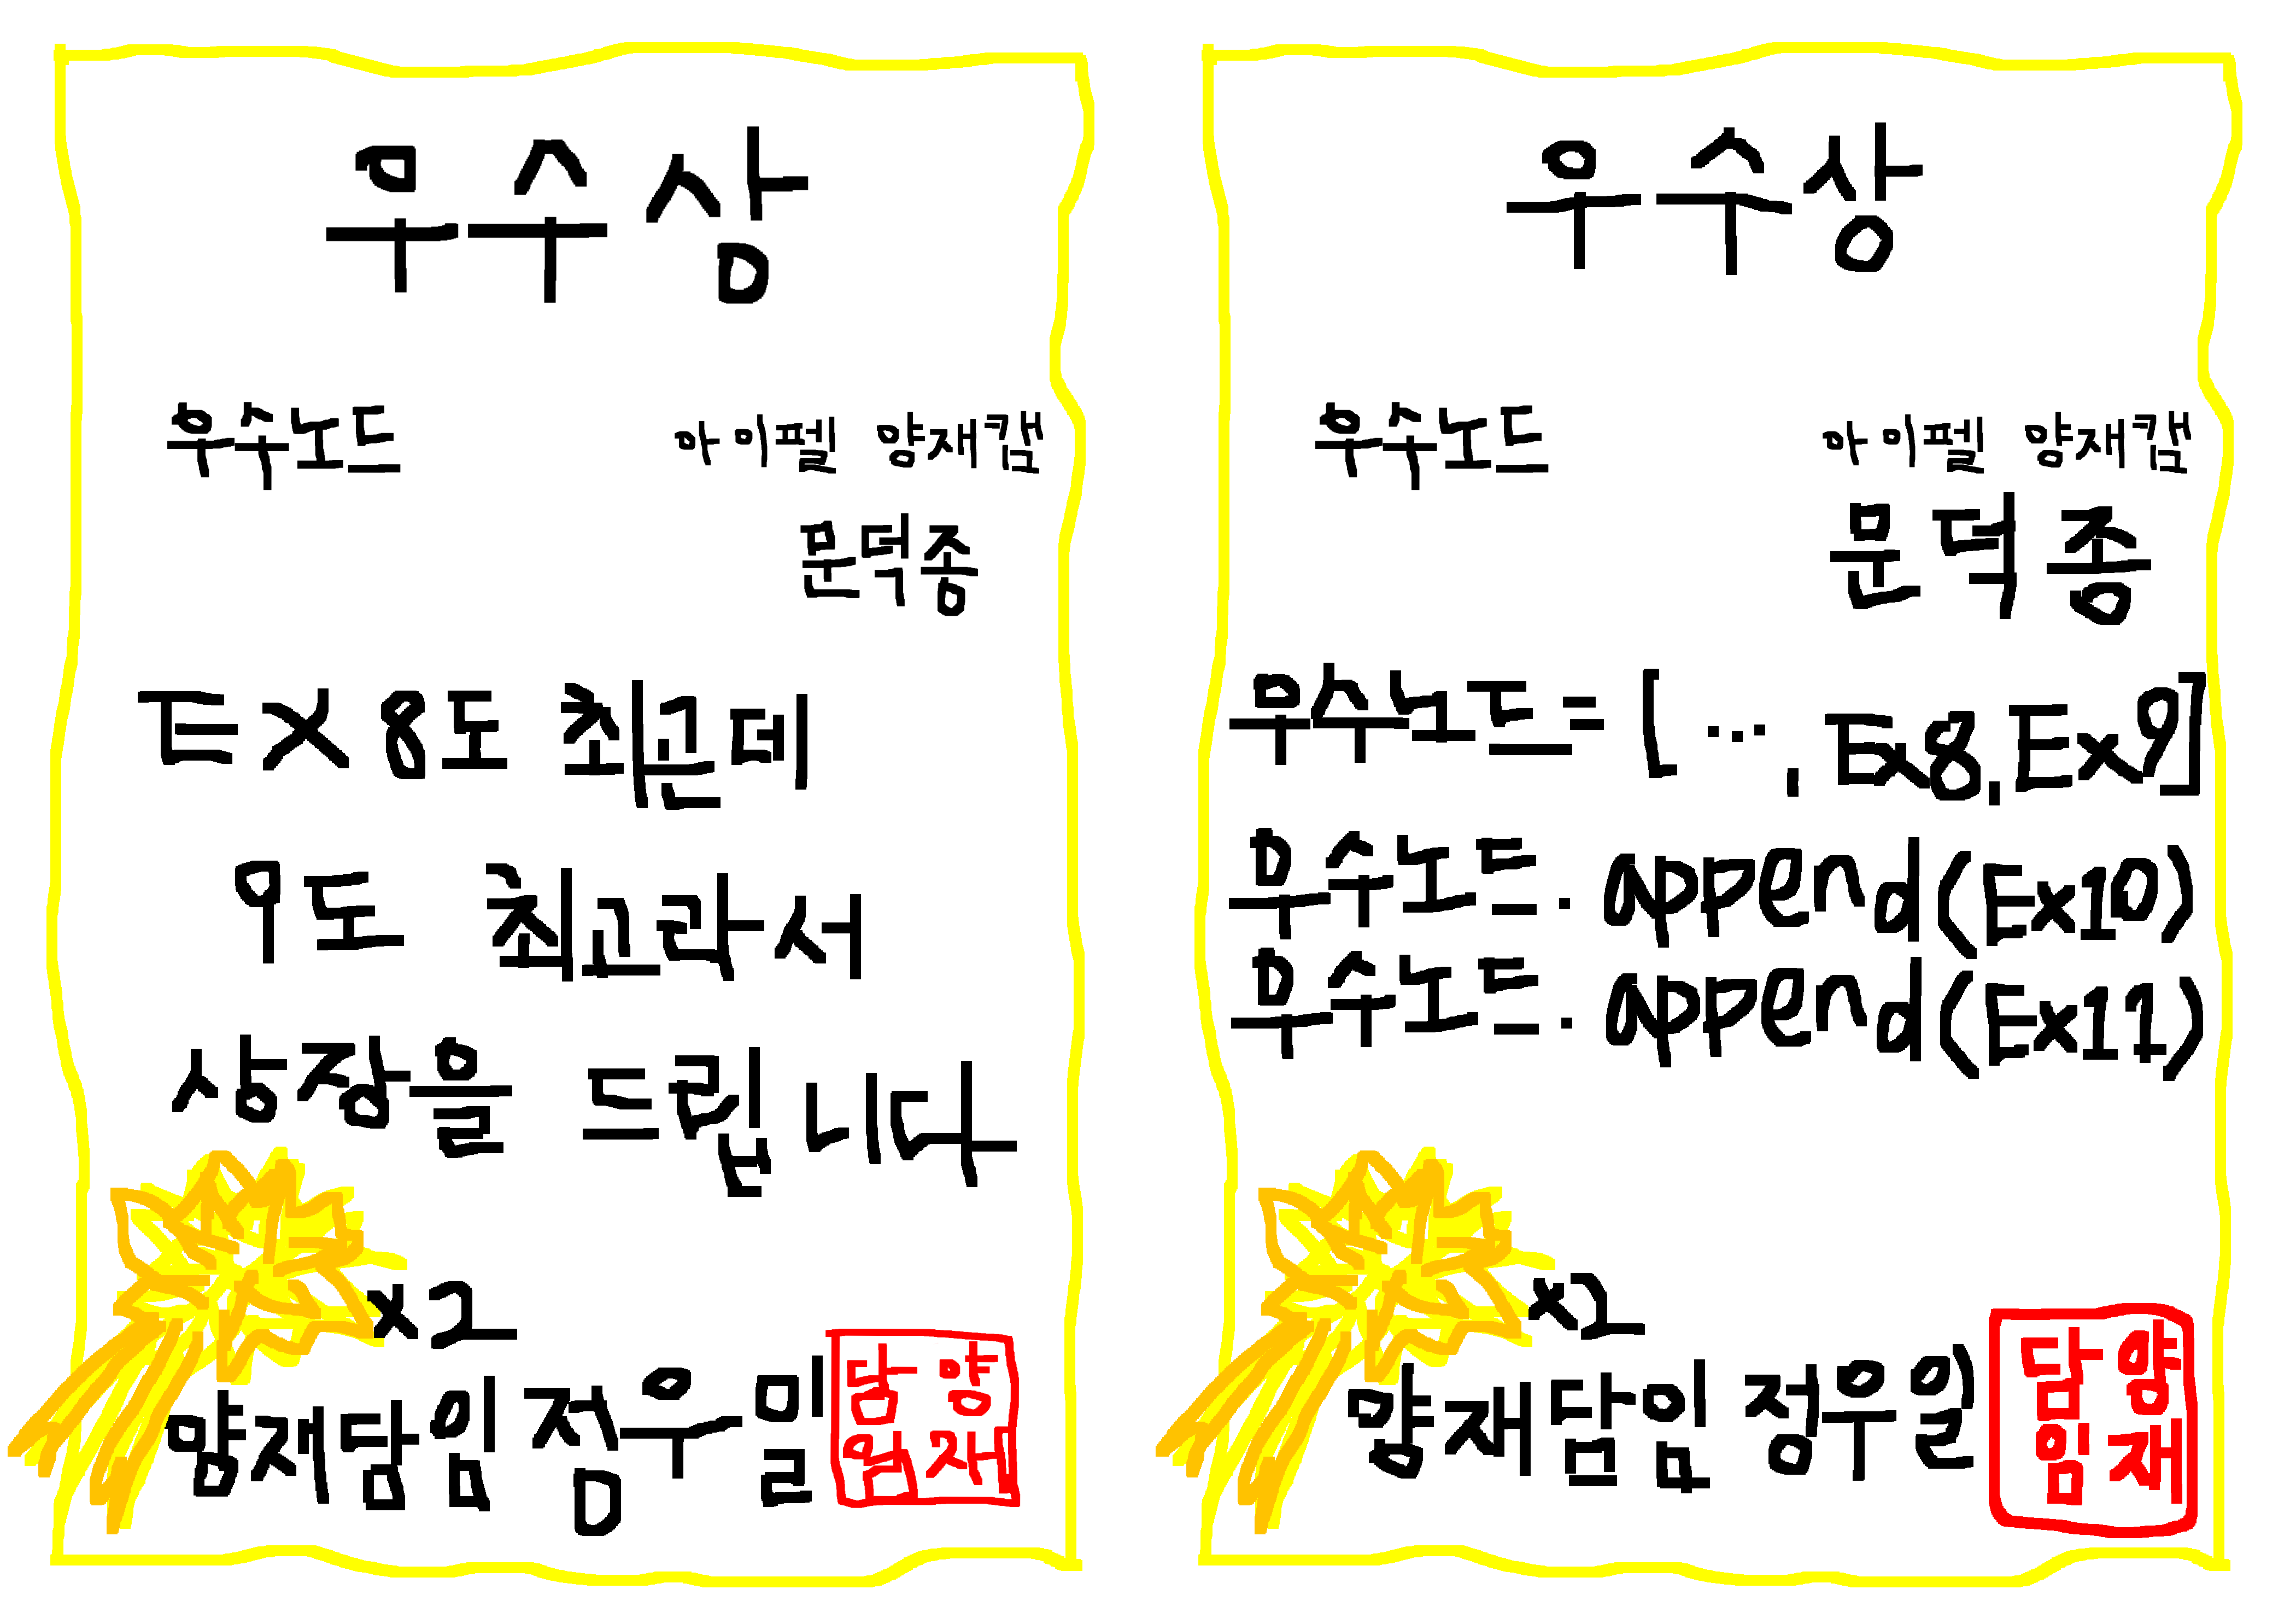 우수상
우수노드
아이펠 양재캠
문덕종
EX 8도 최곤데
9도 최고라서
상장을 드립니다
x2
양재담임 정우일
담양
임재
우수상
우수노드
아이펠 양재캠
문덕종
우수노드=[…, Ex8, Ex9]
우수노드.append(Ex10)
우수노드.append(Ex11)
x2
양재담임 정우일
담양
임재